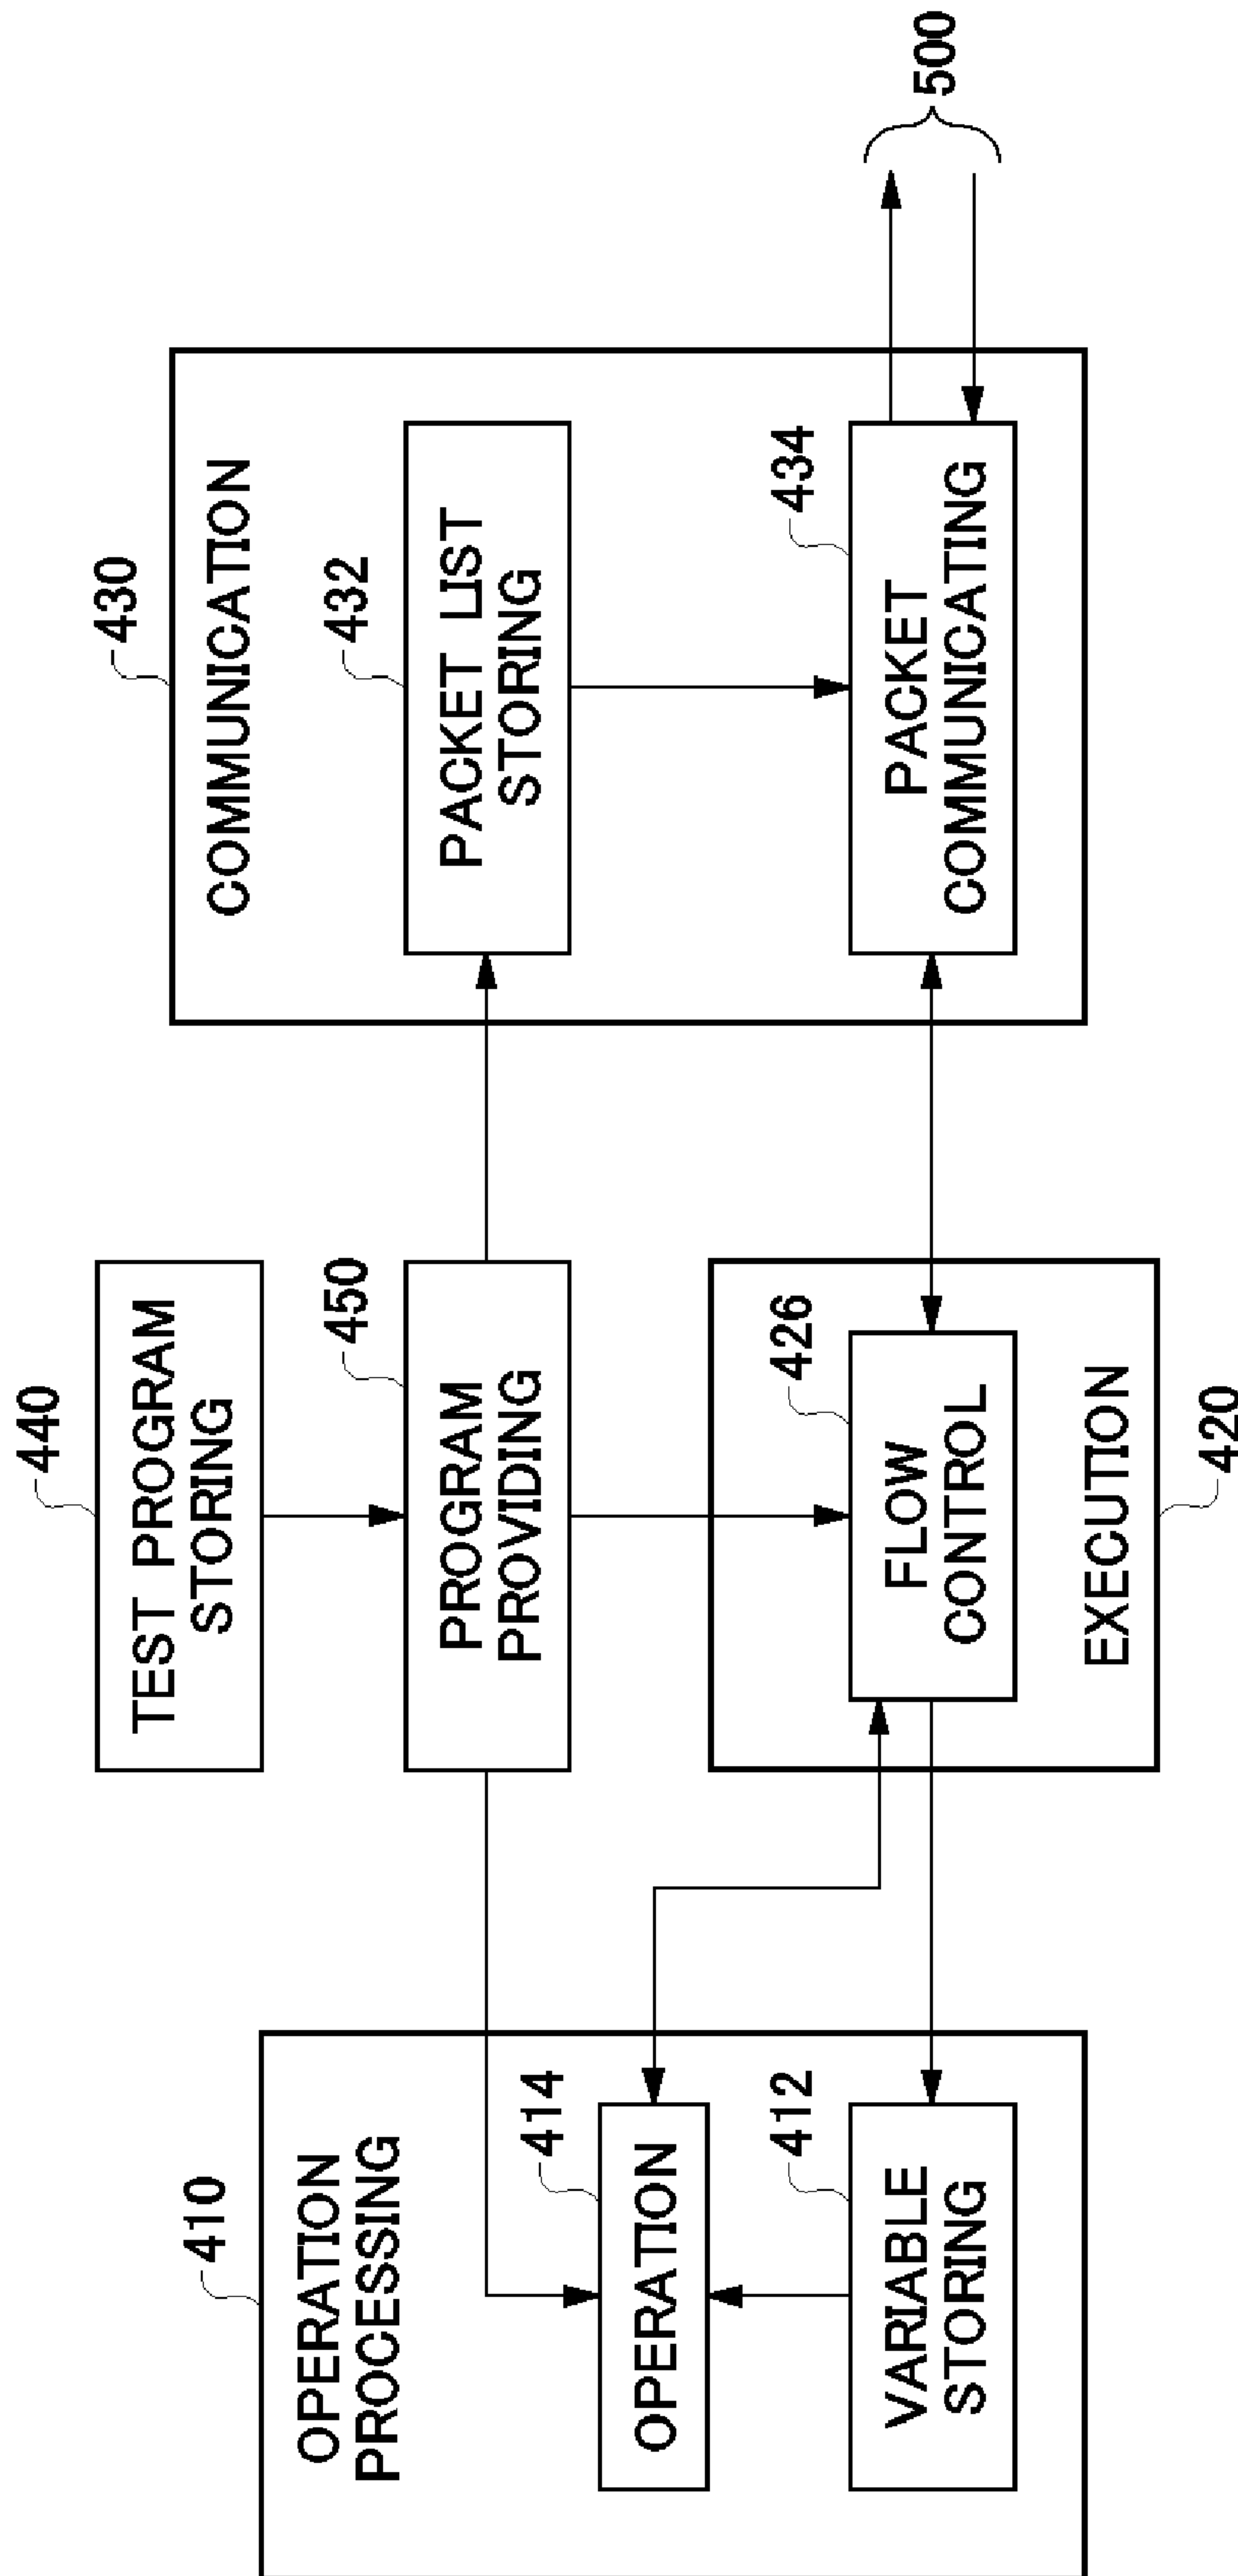 440
TEST PROGRAM
STORING
430
COMMUNICATION
410
OPERATION
PROCESSING
450
PROGRAM
PROVIDING
432
PACKET LIST
STORING
414
OPERATION
412
VARIABLE
STORING
426
FLOW
CONTROL
EXECUTION
420
434
PACKET
COMMUNICATING
500